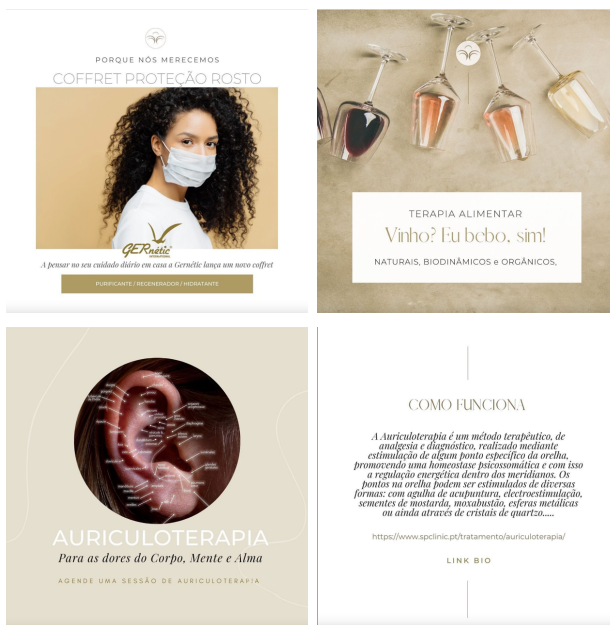 PORQUE NÓS MERECEMOS
COFFRET PROTEÇÃO ROSTO
GERnétic
INTERNATIONAL
A pensar no seu cuidado diário em casa a Gernétic lança um novo coffret
PURIFICANTE / REGENERADOR / HIDRATANTE
TERAPIA ALIMENTAR
Vinho? Eu bebo, sim!
NATURAIS, BIODINÂMICOS e ORGÂNICOS,
AURICULOTERAPIA
Para as dores do Corpo, Mente e Alma
AGENDE UMA SESSÃO DE AURICULOTERAPIA
COMO FUNCIONA
A Auriculoterapia é um método terapêutico, de
analgesia e diagnóstico, realizado mediante
estimulação de algum ponto específico da orelha,
promovendo uma homeostase psicossomática e com isso
a regulação energética dentro dos meridianos. Os
pontos na orelha podem ser estimulados de diversas
formas: com agulha de acupuntura, electroestimulação,
sementes de mostarda, moxabustão, esferas metálicas
ou ainda através de cristais de quartzo.....
https://www.spclinic.pt/tratamento/auriculoterapia/
LINK BIO